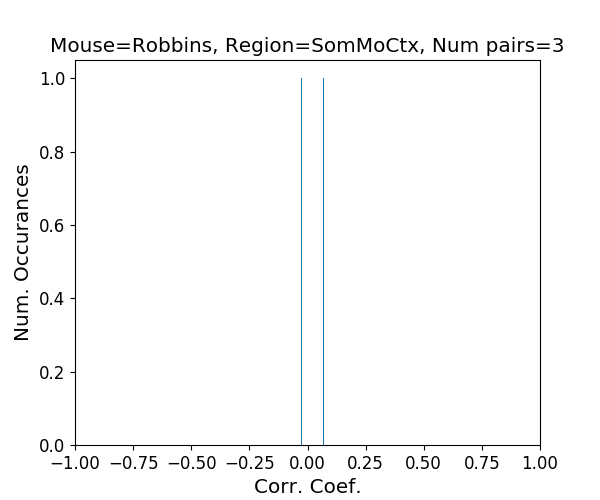 Mouse=Robbins, Region=SomMoCtx, Num pairs=3
1.0
0.8
0.6
0.4
0.2
0.0
Num. Occurances
−1.00 −0.75 −0.50 −0.25 0.00 0.25 0.50 0.75 1.00
Corr. Coef.